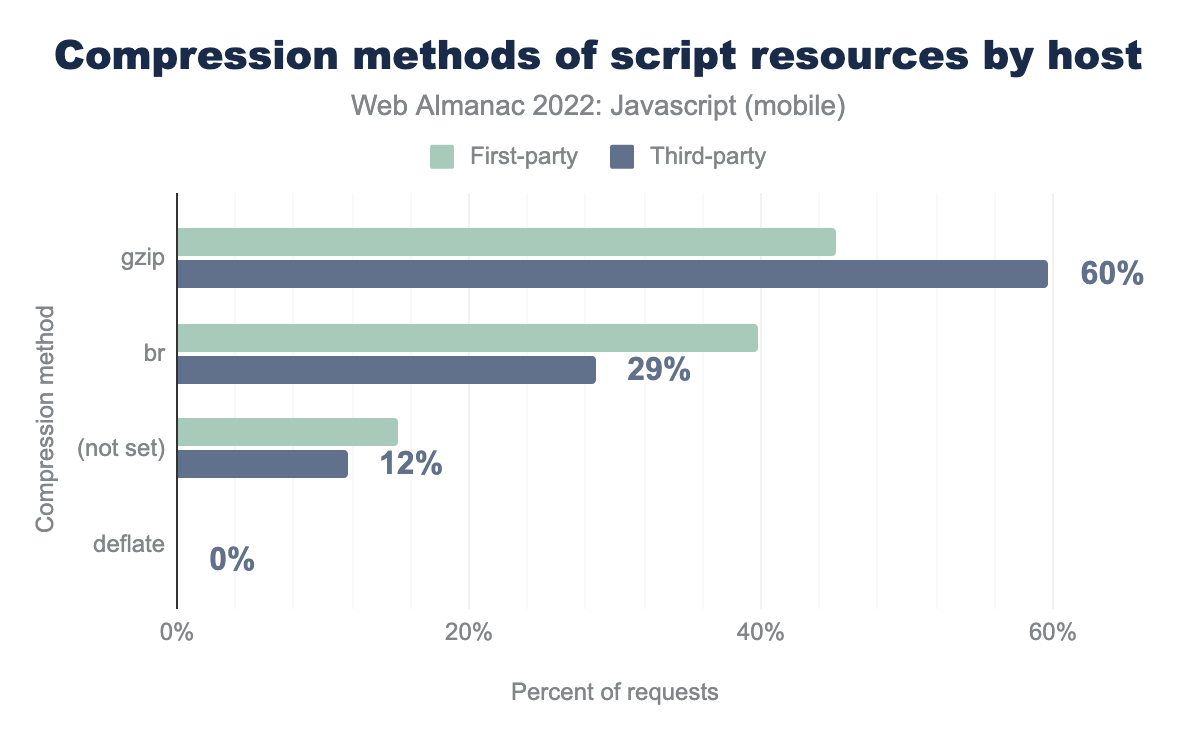 Compression methods of script resources by host
Web Almanac 2022: Javascript (mobile)
First-party Third-party
Compression method
gzip
60%
br
29%
(not set)
12%
deflate
0%
0% 20% 40% 60%
Percent of requests